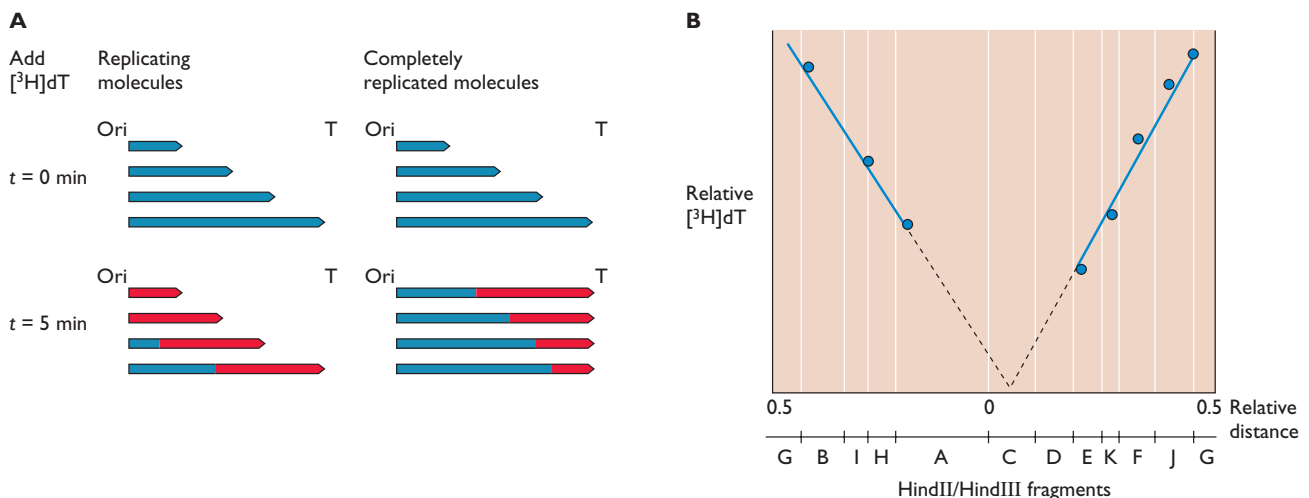 A
Add
[³H]dT
Replicating
molecules
Completely
replicated molecules
Ori T
Ori T
t = 0 min
Ori T
Ori T
t = 5 min
B
Relative
[³H]dT
0.5 0 0.5
Relative
distance
G B I H A C D E K F J G
HindII/HindIII fragments